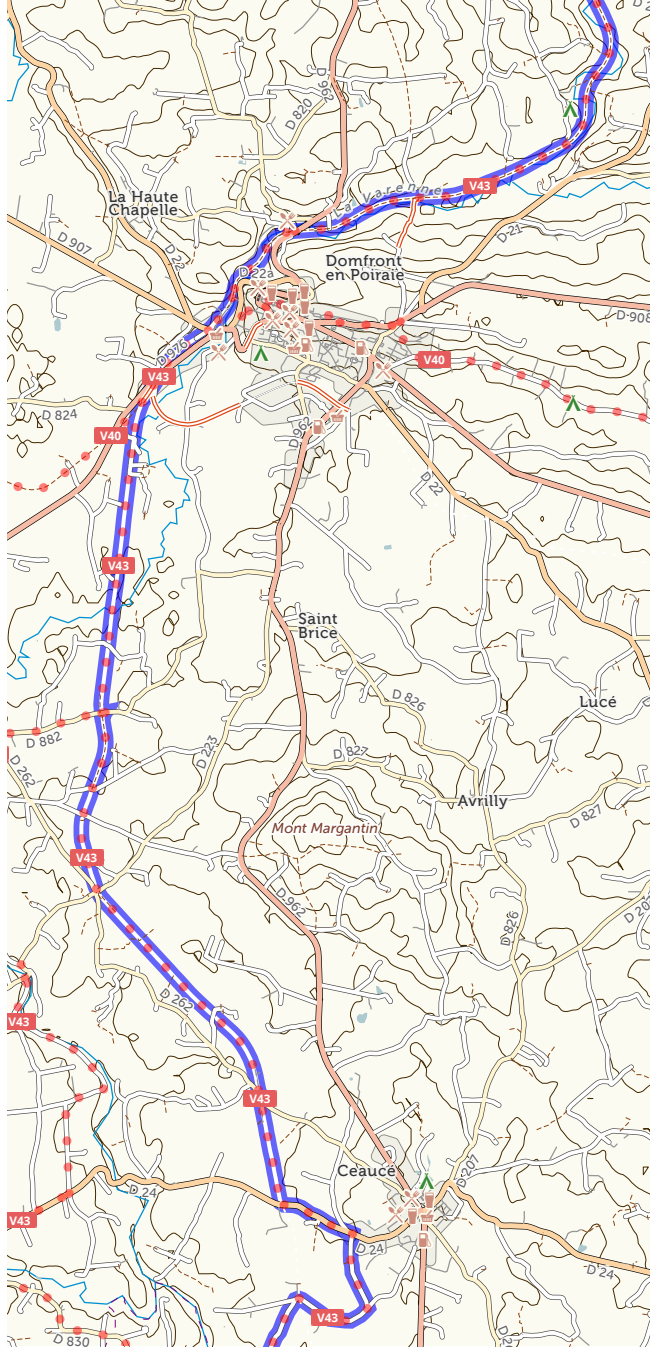 D 962
D 820
V43
La Varenne
La Haute
Chapelle
D 907
D 22
D-21
Domfront
en Poiraie
D 22a
D-908
D 976
V40
V43
D 824
V40
D 962
D 22
V43
Saint
Brice
D 826
Lucé
D 882
D 223
D 827
D 262
Avrilly
D 827
Mont Margantin
V43
D 962
D 826
D 207
D 262
V43
V43
Ceaucé
D 207
D 24
V43
D 24
D 24
V43
D 830